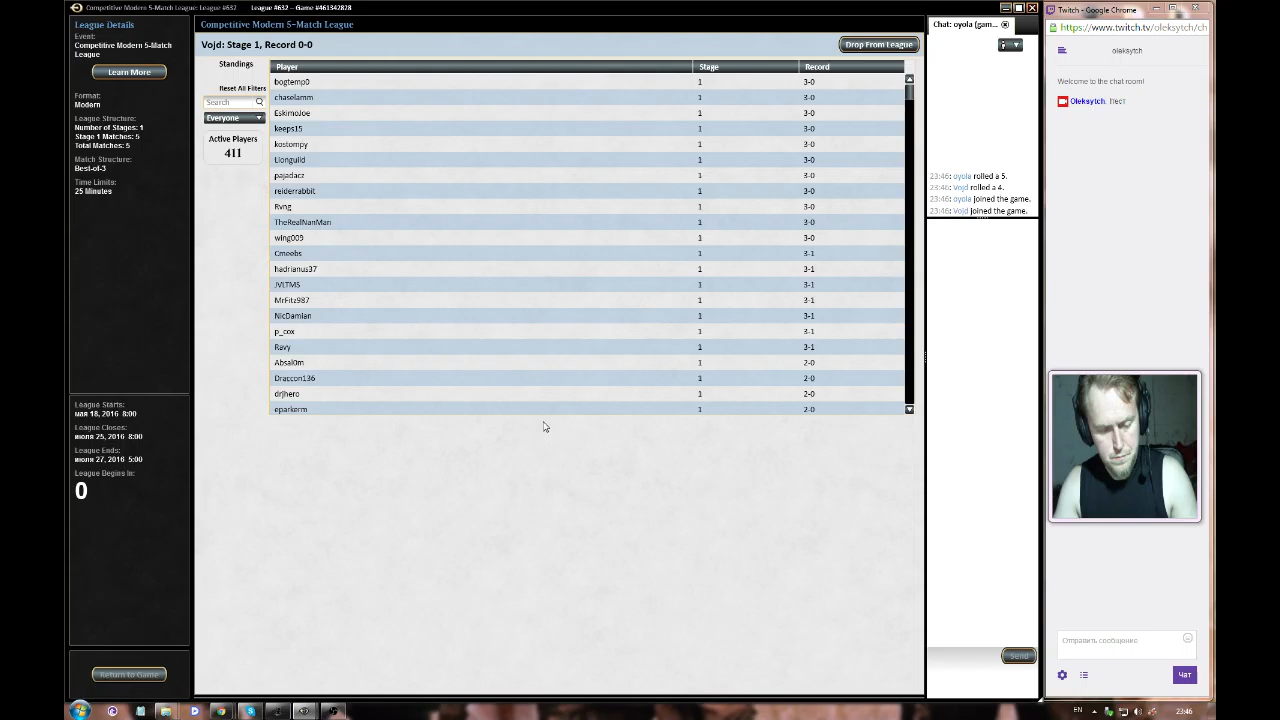 Competitive Modern 5-Match League: League #632 League #632 – Game #461342828
League Details
Event:
Competitive Modern 5-Match
League
Learn More
Format:
Modern
League Structure:
Number of Stages: 1
Stage 1 Matches: 5
Total Matches: 5
Match Structure:
Best-of-3
Time Limits:
25 Minutes
League Starts:
мая 18, 2016 8:00
League Closes:
июля 25, 2016 8:00
League Ends:
июля 27, 2016 5:00
League Begins In:
0
Return to Game
Competitive Modern 5-Match League
Vojd: Stage 1, Record 0-0
Drop From League
Standings
Reset All Filters
Search
Everyone
Active Players
411
Player Stage Record
bogtemp0 1 3-0
chaselamm 1 3-0
EskimoJoe 1 3-0
keeps15 1 3-0
kostompy 1 3-0
Llonguild 1 3-0
pajadacz 1 3-0
reiderrabbit 1 3-0
Rvng 1 3-0
TheRealNanMan 1 3-0
wing009 1 3-0
Cmeebs 1 3-1
hadrianus37 1 3-1
JVLTMS 1 3-1
MrFitz987 1 3-1
NicDamian 1 3-1
p_cox 1 3-1
Ravy 1 3-1
Absal0m 1 2-0
Draccon136 1 2-0
drjhero 1 2-0
eparkerm 1 2-0
Chat: oyola (gam...
23:46: oyola rolled a 5.
23:46: Vojd rolled a 4.
23:46: oyola joined the game.
23:46: Vojd joined the game.
Send
Twitch - Google Chrome
https://www.twitch.tv/oleksytch/ch
oleksytch
Welcome to the chat room!
Oleksytch: !тест
Отправить сообщение
Чат
EN 23:46